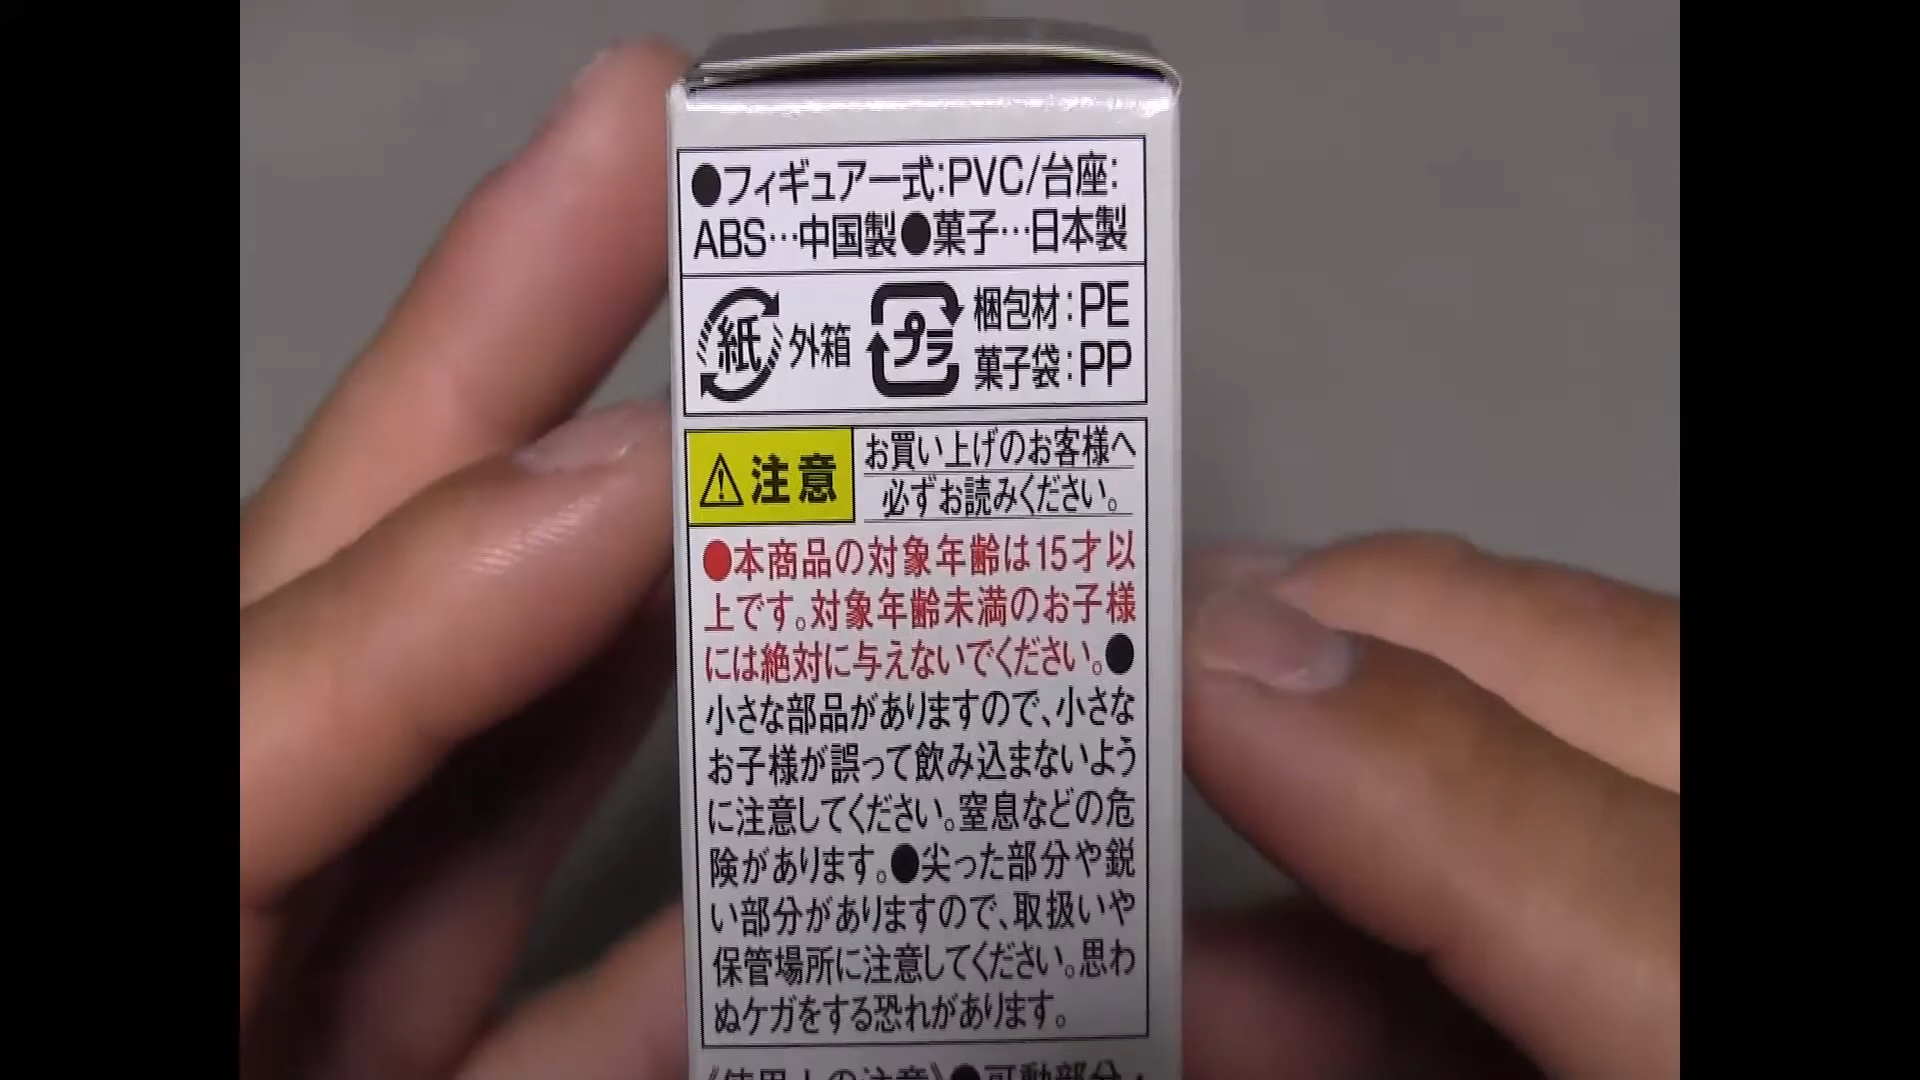 ●フィギュア一式:PVC/台座:
ABS…中国製●菓子…日本製
紙 外箱 プラ 梱包材:PE
菓子袋:PP
⚠注意 お買い上げのお客様へ
必ずお読みください。
●本商品の対象年齢は15才以
上です。対象年齢未満のお子様
には絶対に与えないでください。●
小さな部品がありますので、小さな
お子様が誤って飲み込まないよう
に注意してください。窒息などの危
険があります。●尖った部分や鋭
い部分がありますので、取扱いや
保管場所に注意してください。思わ
ぬケガをする恐れがあります。
《使用上の注意》●可動部分・